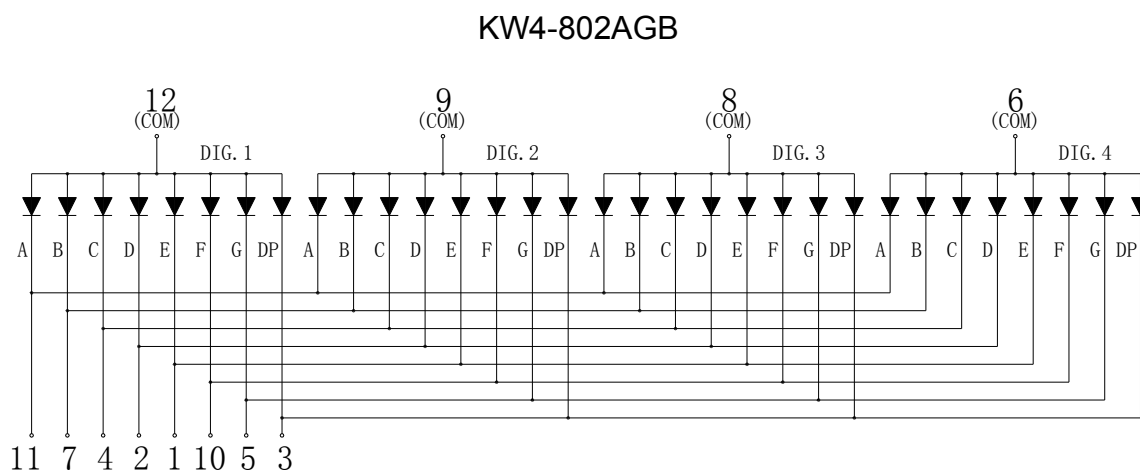 KW4-802AGB
12 9 8 6
(COM) (COM) (COM) (COM)
DIG.1 DIG.2 DIG.3 DIG.4
A B C D E F G DP A B C D E F G DP A B C D E F G DP A B C D E F G DP
11 7 4 2 1 10 5 3